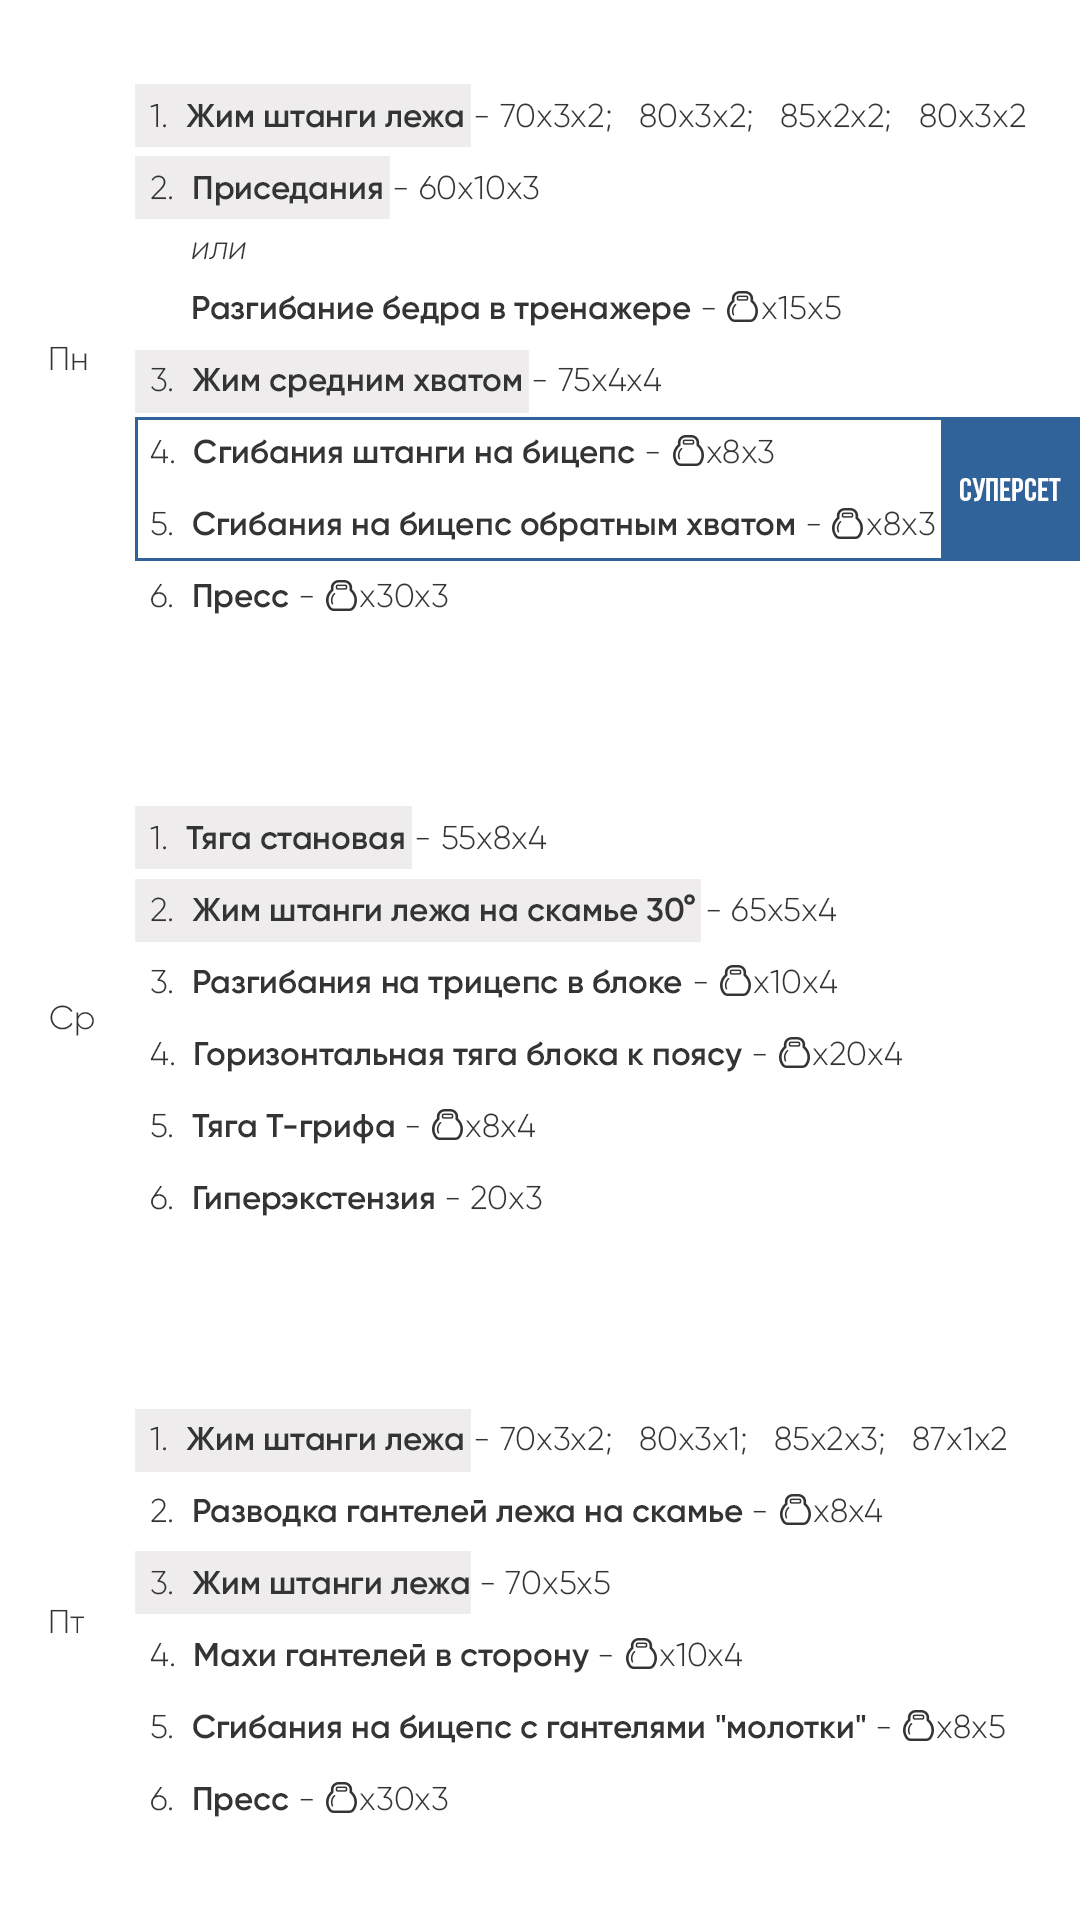 1. Жим штанги лежа - 70x3x2; 80x3x2; 85x2x2; 80x3x2
2. Приседания - 60x10x3
или
Разгибание бедра в тренажере - x15x5
Пн
3. Жим средним хватом - 75x4x4
4. Сгибания штанги на бицепс - x8x3
СУПЕРСЕТ
5. Сгибания на бицепс обратным хватом - x8x3
6. Пресс - x30x3
1. Тяга становая - 55x8x4
2. Жим штанги лежа на скамье 30° - 65x5x4
3. Разгибания на трицепс в блоке - x10x4
Ср
4. Горизонтальная тяга блока к поясу - x20x4
5. Тяга Т-грифа - x8x4
6. Гиперэкстензия - 20x3
1. Жим штанги лежа - 70x3x2; 80x3x1; 85x2x3; 87x1x2
2. Разводка гантелей лежа на скамье - x8x4
3. Жим штанги лежа - 70x5x5
Пт
4. Махи гантелей в сторону - x10x4
5. Сгибания на бицепс с гантелями "молотки" - x8x5
6. Пресс - x30x3